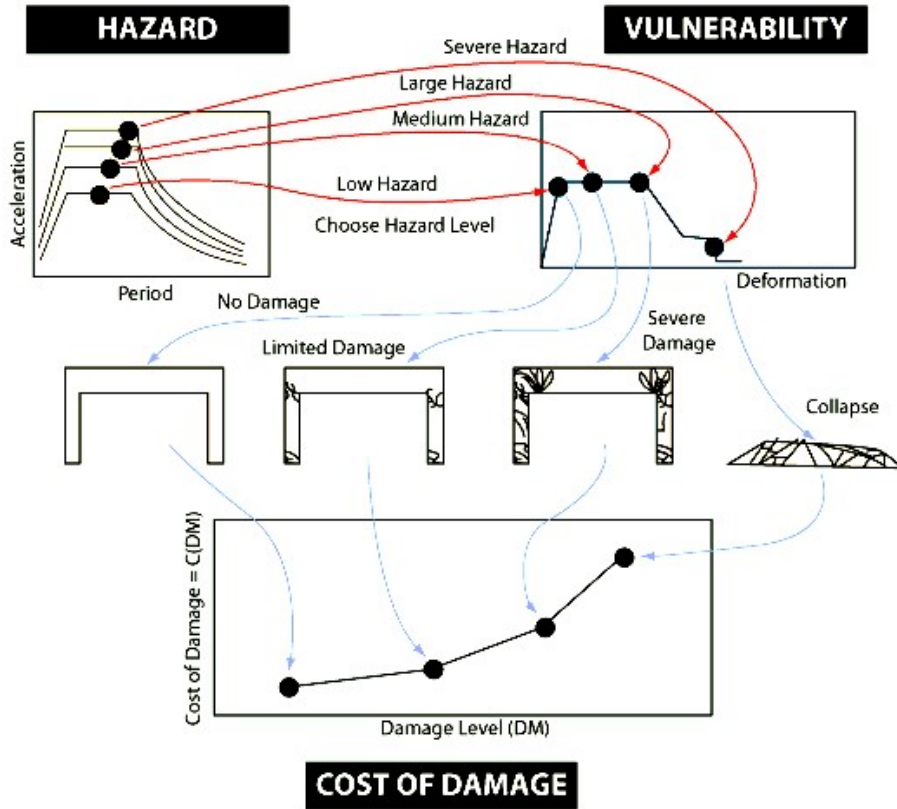 HAZARD
VULNERABILITY
Severe Hazard
Large Hazard
Medium Hazard
Low Hazard
Choose Hazard Level
Acceleration
Period
Deformation
No Damage
Limited Damage
Severe
Damage
Collapse
Cost of Damage = C(DM)
Damage Level (DM)
COST OF DAMAGE